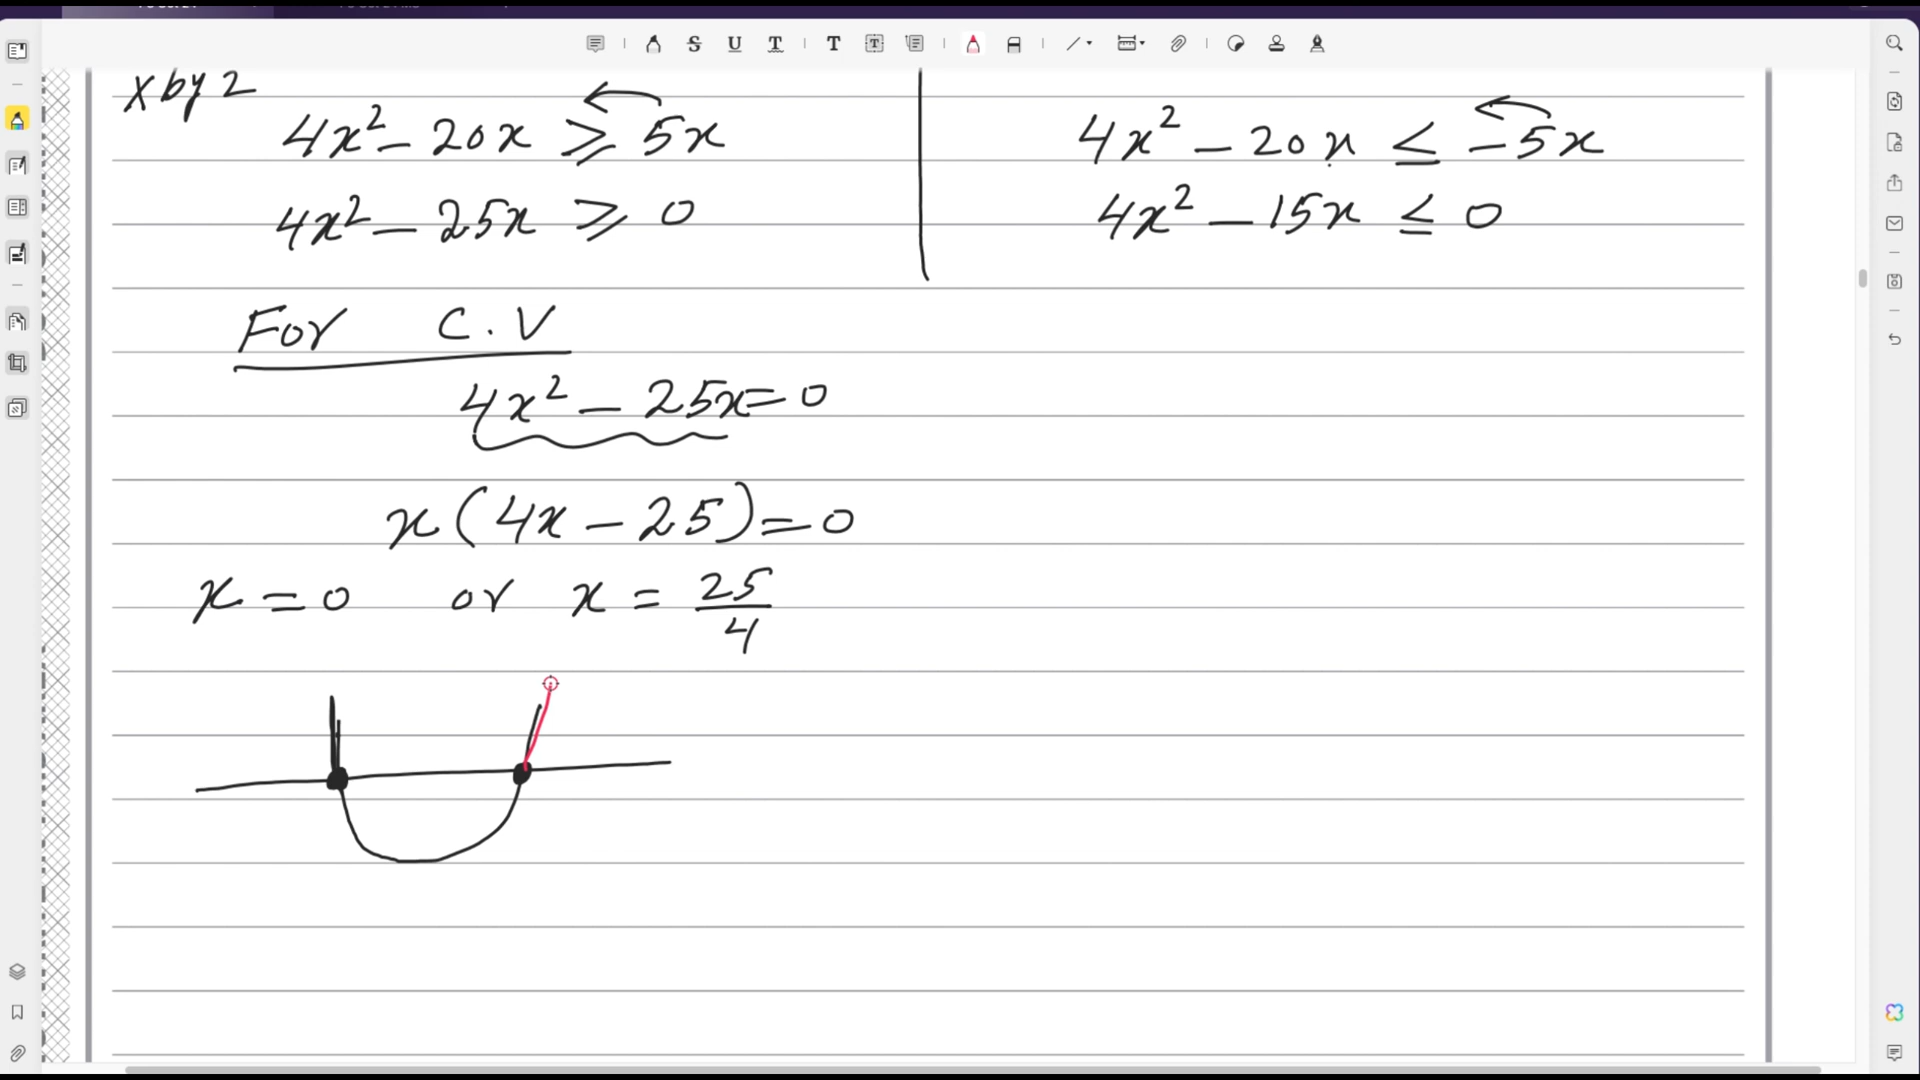 X by 2
4x² - 20x ≥ 5x
4x² - 25x ≥ 0
4x² - 20x ≤ -5x
4x² - 15x ≤ 0
For C.V
4x² - 25x = 0
x(4x - 25) = 0
x = 0 or x = 25/4